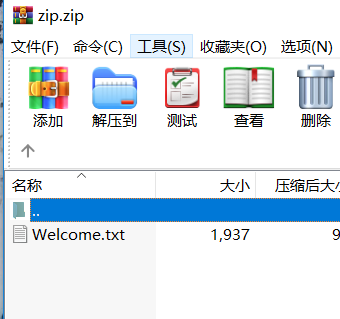 zip.zip
文件(F) 命令(C) 工具(S) 收藏夹(O) 选项(N)
添加 解压到 测试 查看 删除
名称 大小 压缩后大小
..
Welcome.txt 1,937 9